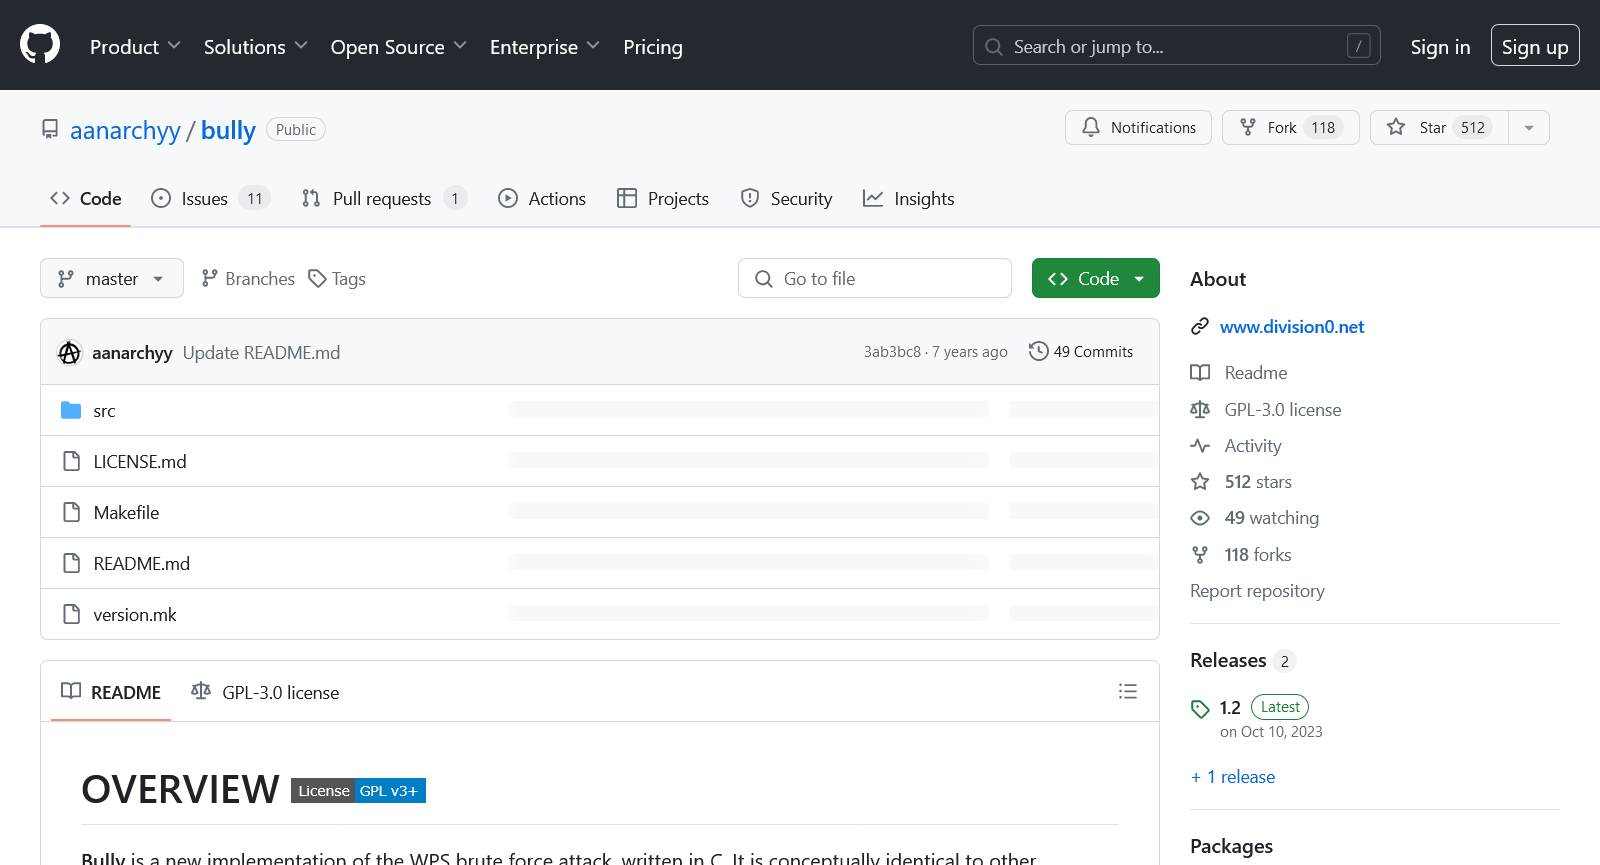 Product Solutions Open Source Enterprise Pricing Search or jump to... / Sign in Sign up
aanarchyy / bully Public Notifications Fork 118 Star 512
Code Issues 11 Pull requests 1 Actions Projects Security Insights
master Branches Tags Go to file Code
aanarchyy Update README.md 3ab3bc8 · 7 years ago 49 Commits
src
LICENSE.md
Makefile
README.md
version.mk
README GPL-3.0 license
OVERVIEW License GPL v3+
Bully is a new implementation of the WPS brute force attack, written in C. It is conceptually identical to other
About
www.division0.net
Readme
GPL-3.0 license
Activity
512 stars
49 watching
118 forks
Report repository
Releases 2
1.2 Latest
on Oct 10, 2023
+ 1 release
Packages